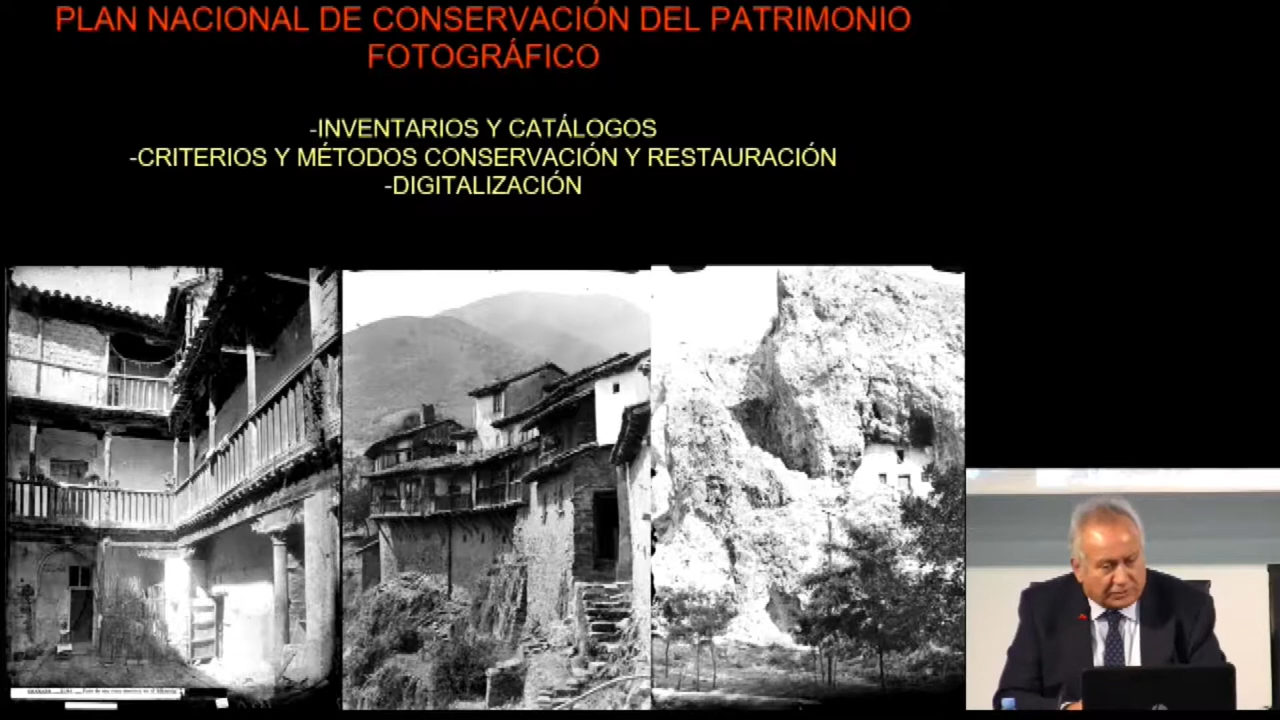 PLAN NACIONAL DE CONSERVACIÓN DEL PATRIMONIO
FOTOGRÁFICO
-INVENTARIOS Y CATÁLOGOS
-CRITERIOS Y MÉTODOS CONSERVACIÓN Y RESTAURACIÓN
-DIGITALIZACIÓN